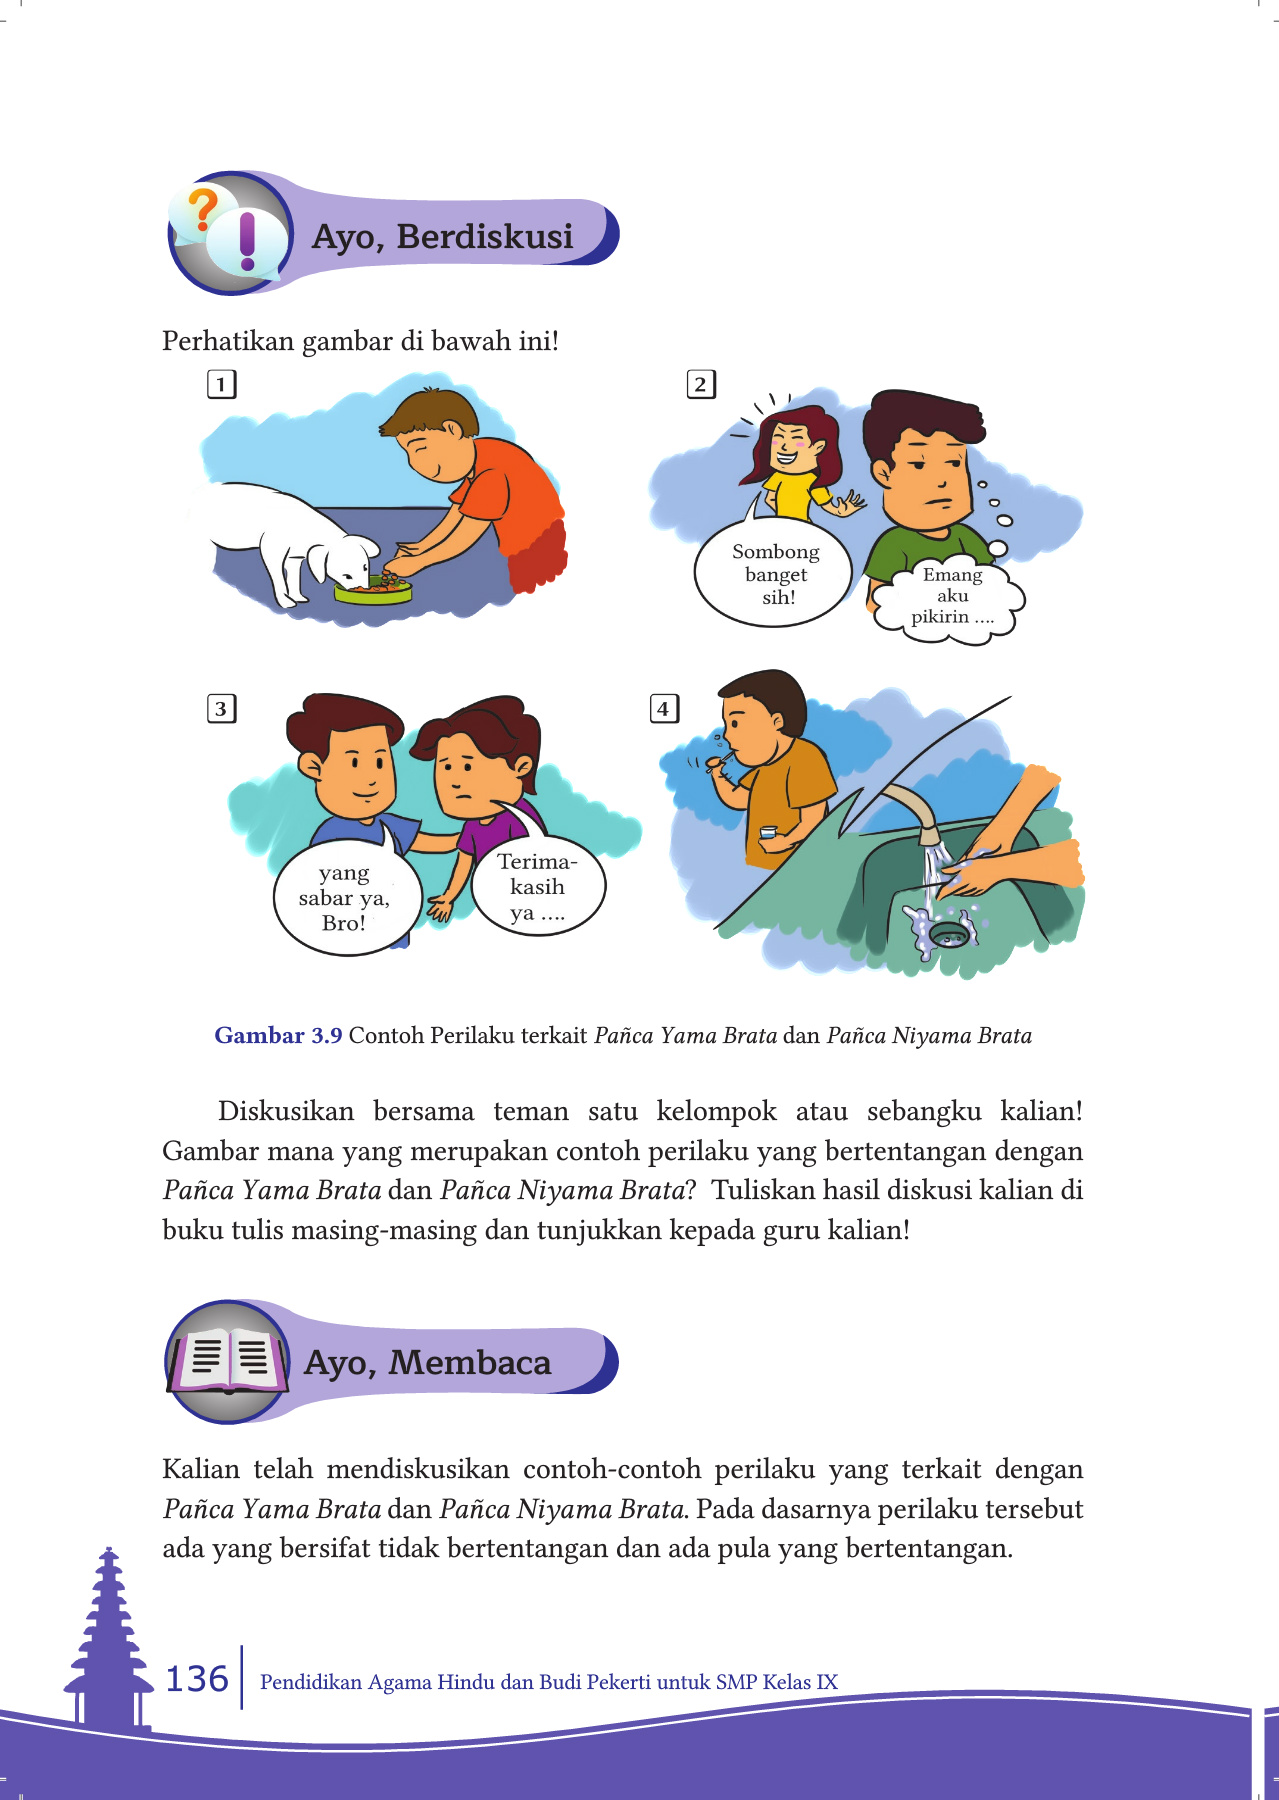 Ayo, Berdiskusi
Perhatikan gambar di bawah ini!
1
2
Sombong
banget
sih!
Emang
aku
pikirin ....
3
yang
sabar ya,
Bro!
Terima-
kasih
ya ....
4
Gambar 3.9 Contoh Perilaku terkait Pañca Yama Brata dan Pañca Niyama Brata
Diskusikan bersama teman satu kelompok atau sebangku kalian!
Gambar mana yang merupakan contoh perilaku yang bertentangan dengan
Pañca Yama Brata dan Pañca Niyama Brata? Tuliskan hasil diskusi kalian di
buku tulis masing-masing dan tunjukkan kepada guru kalian!
Ayo, Membaca
Kalian telah mendiskusikan contoh-contoh perilaku yang terkait dengan
Pañca Yama Brata dan Pañca Niyama Brata. Pada dasarnya perilaku tersebut
ada yang bersifat tidak bertentangan dan ada pula yang bertentangan.
136
Pendidikan Agama Hindu dan Budi Pekerti untuk SMP Kelas IX